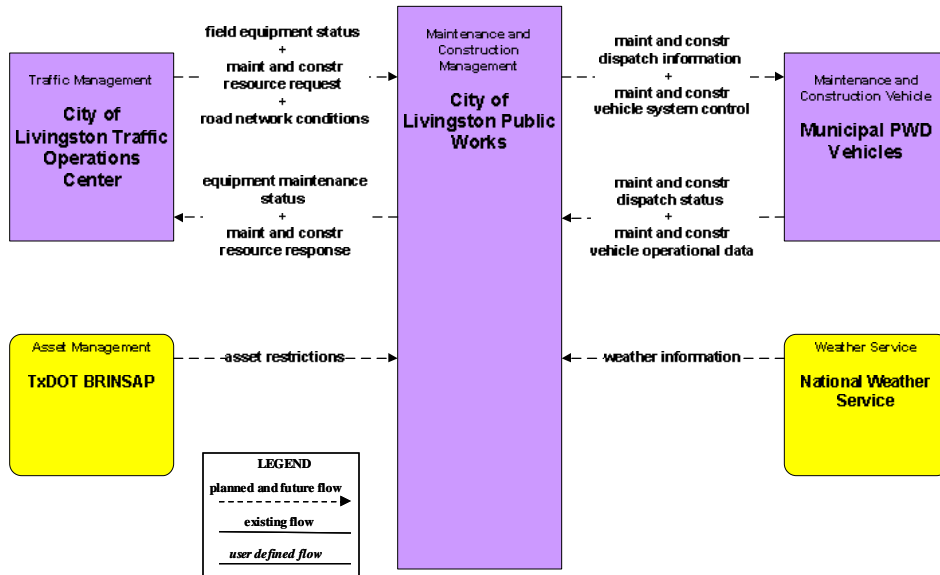 Traffic Management
City of
Livingston Traffic
Operations
Center
field equipment status
+
maint and constr
resource request
+
road network conditions
equipment maintenance
status
+
maint and constr
resource response
Maintenance and
Construction
Management
City of
Livingston Public
Works
maint and constr
dispatch information
+
maint and constr
vehicle system control
maint and constr
dispatch status
+
maint and constr
vehicle operational data
Maintenance and
Construction Vehicle
Municipal PWD
Vehicles
Asset Management
TxDOT BRINSAP
asset restrictions
weather information
Weather Service
National Weather
Service
LEGEND
planned and future flow
existing flow
user defined flow